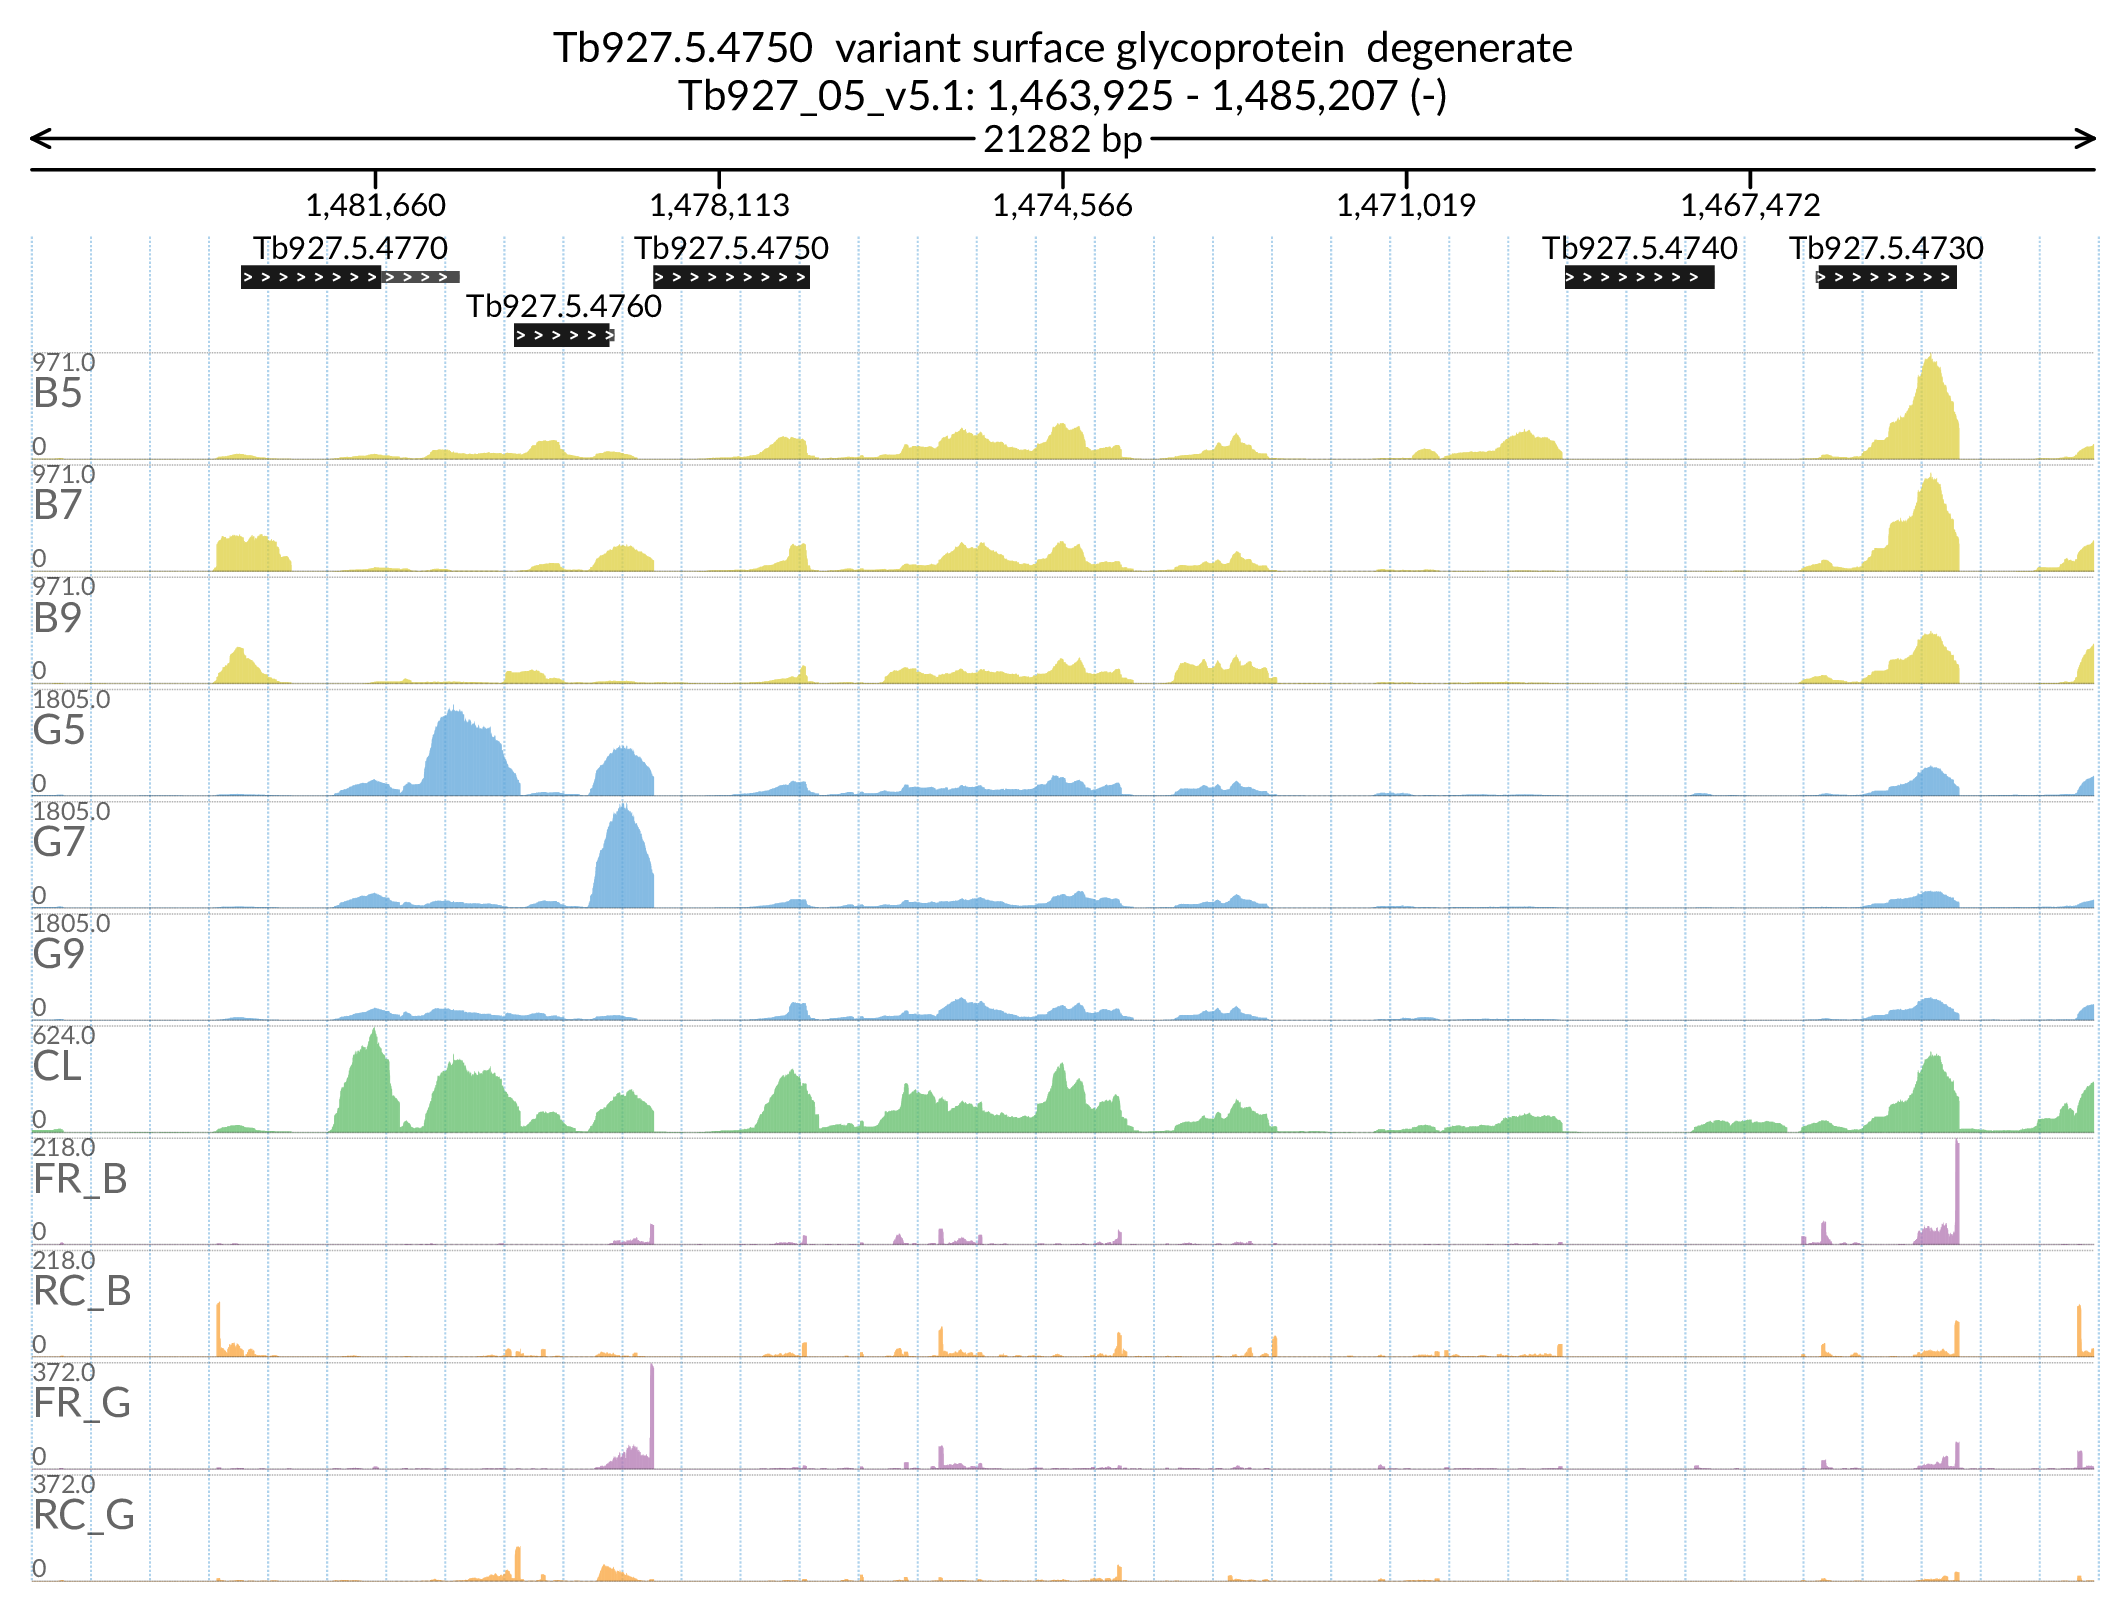 Tb927.5.4750  variant surface glycoprotein  degenerate
Tb927_05_v5.1: 1,463,925 - 1,485,207 (-)
21282 bp
1,481,660 1,478,113 1,474,566 1,471,019 1,467,472
Tb927.5.4770 Tb927.5.4750 Tb927.5.4740 Tb927.5.4730
Tb927.5.4760
971.0
B5
0
971.0
B7
0
971.0
B9
0
1805.0
G5
0
1805.0
G7
0
1805.0
G9
0
624.0
CL
0
218.0
FR_B
0
218.0
RC_B
0
372.0
FR_G
0
372.0
RC_G
0